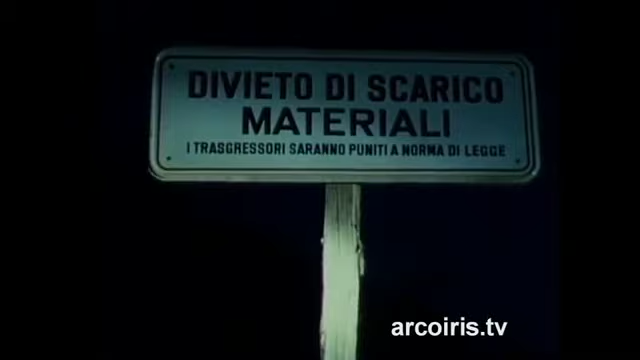 DIVIETO DI SCARICO
MATERIALI
I TRASGRESSORI SARANNO PUNITI A NORMA DI LEGGE
arcoiris.tv